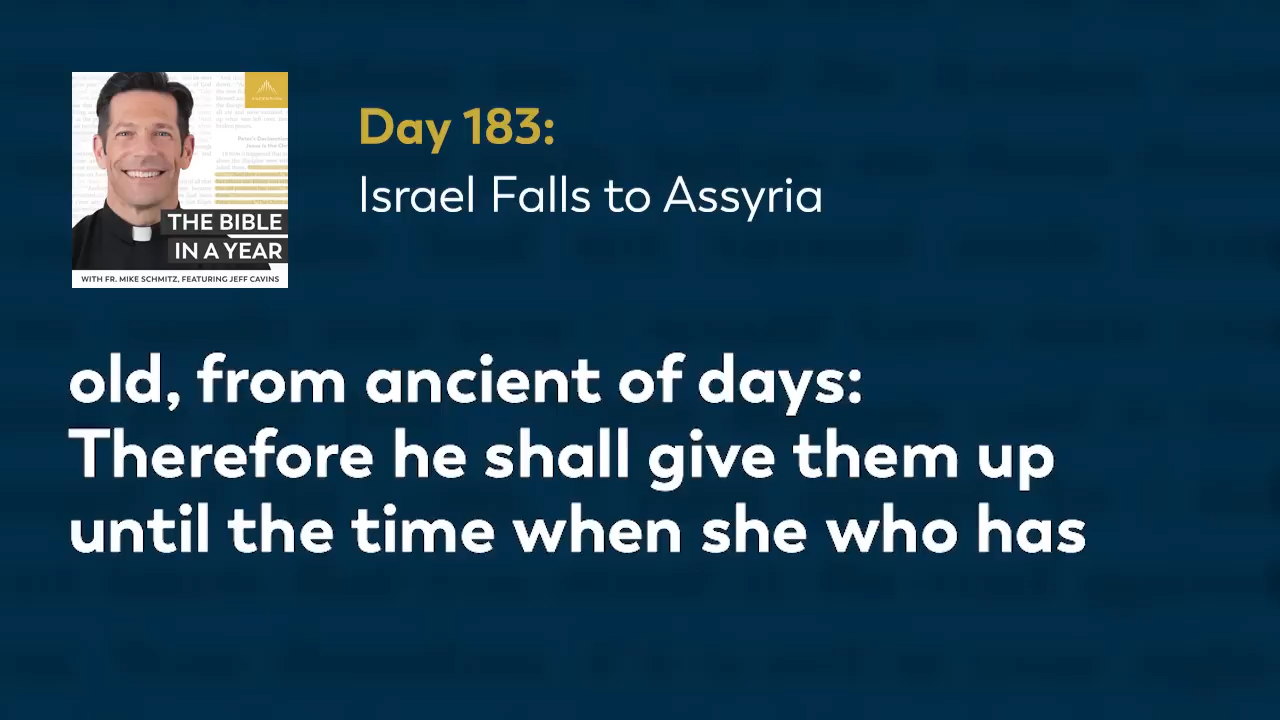 Day 183:
Israel Falls to Assyria
THE BIBLE
IN A YEAR
WITH FR. MIKE SCHMITZ, FEATURING JEFF CAVINS
old, from ancient of days:
Therefore he shall give them up
until the time when she who has